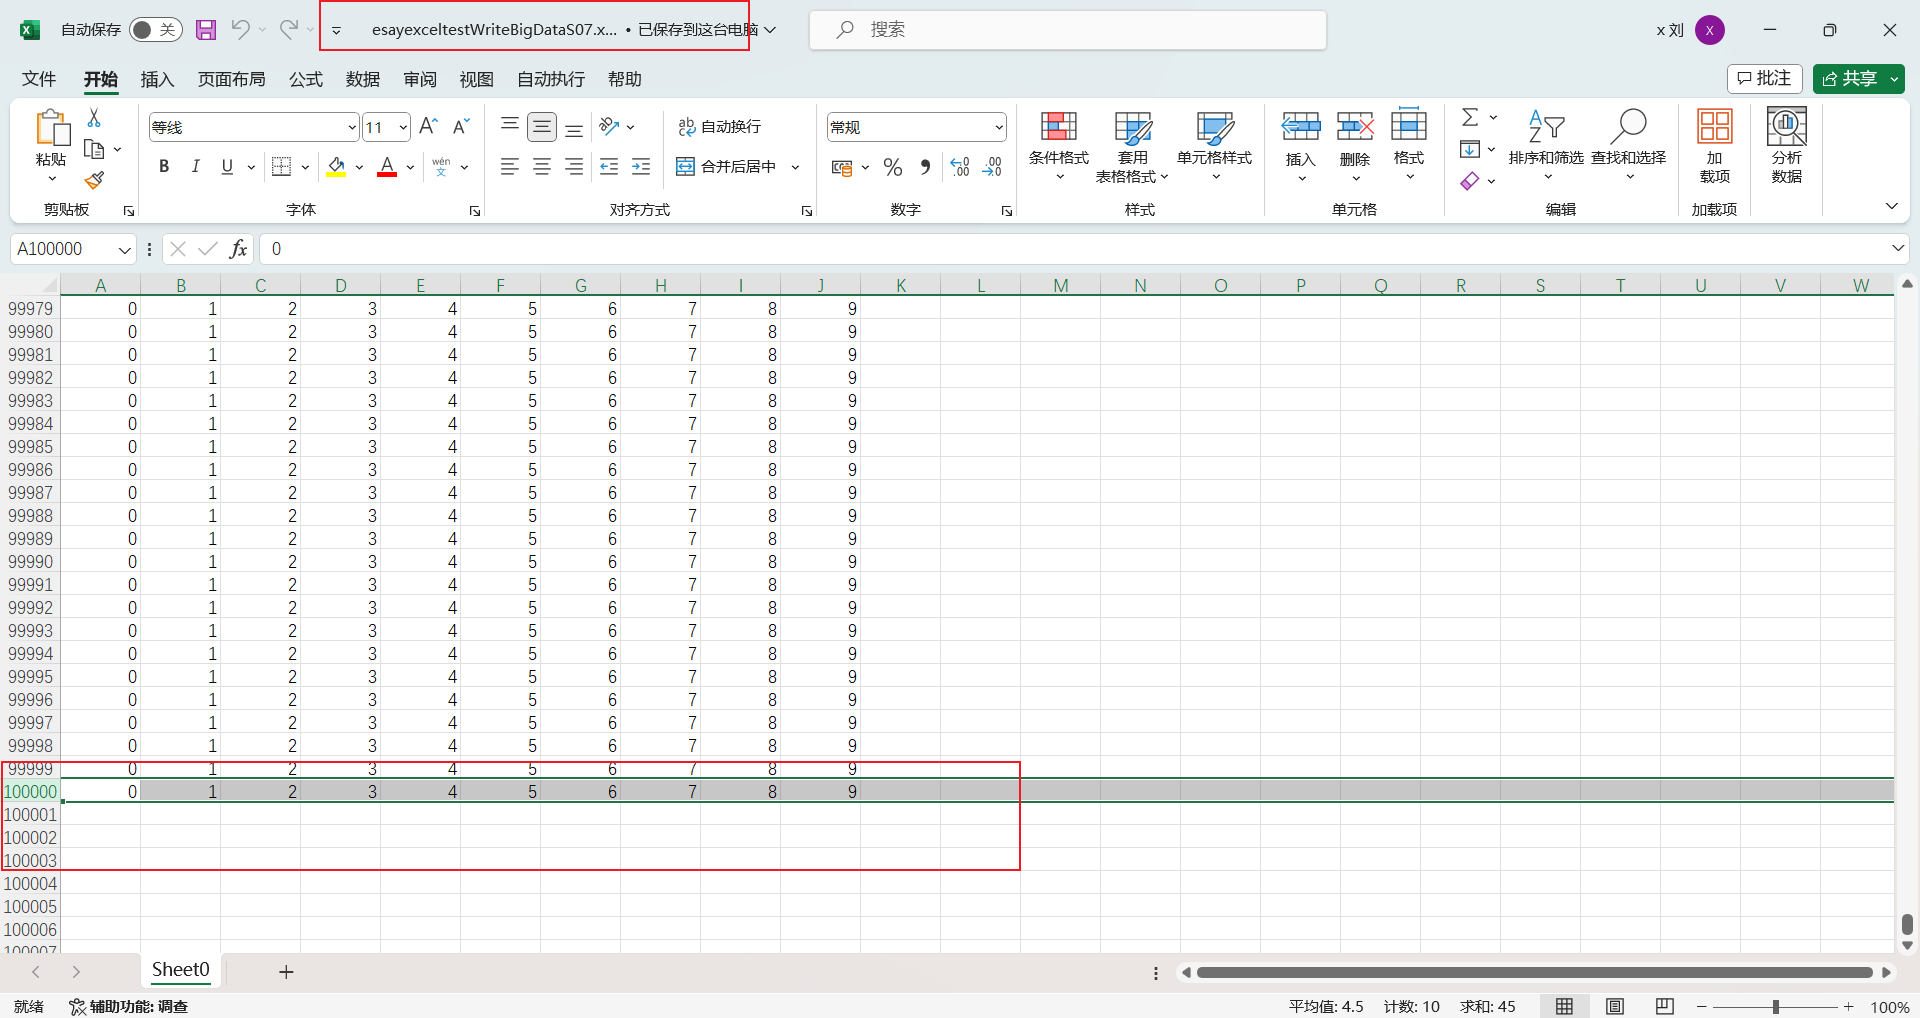 自动保存 关 esayexceltestWriteBigDataS07.x... • 已保存到这台电脑 搜索 x 刘 X
文件 开始 插入 页面布局 公式 数据 审阅 视图 自动执行 帮助 批注 共享
等线 11 A A ab 自动换行 常规
粘贴 B I U A wén 文 合并后居中 % .00 条件格式 套用 表格格式 单元格样式 插入 删除 格式 排序和筛选 查找和选择 加 载项 分析 数据
剪贴板 字体 对齐方式 数字 样式 单元格 编辑 加载项
A100000 fx 0
A B C D E F G H I J K L M N O P Q R S T U V W
99979 0 1 2 3 4 5 6 7 8 9
99980 0 1 2 3 4 5 6 7 8 9
99981 0 1 2 3 4 5 6 7 8 9
99982 0 1 2 3 4 5 6 7 8 9
99983 0 1 2 3 4 5 6 7 8 9
99984 0 1 2 3 4 5 6 7 8 9
99985 0 1 2 3 4 5 6 7 8 9
99986 0 1 2 3 4 5 6 7 8 9
99987 0 1 2 3 4 5 6 7 8 9
99988 0 1 2 3 4 5 6 7 8 9
99989 0 1 2 3 4 5 6 7 8 9
99990 0 1 2 3 4 5 6 7 8 9
99991 0 1 2 3 4 5 6 7 8 9
99992 0 1 2 3 4 5 6 7 8 9
99993 0 1 2 3 4 5 6 7 8 9
99994 0 1 2 3 4 5 6 7 8 9
99995 0 1 2 3 4 5 6 7 8 9
99996 0 1 2 3 4 5 6 7 8 9
99997 0 1 2 3 4 5 6 7 8 9
99998 0 1 2 3 4 5 6 7 8 9
99999 0 1 2 3 4 5 6 7 8 9
100000 0 1 2 3 4 5 6 7 8 9
100001
100002
100003
100004
100005
100006
100007
Sheet0
就绪 辅助功能: 调查 平均值: 4.5 计数: 10 求和: 45 100%